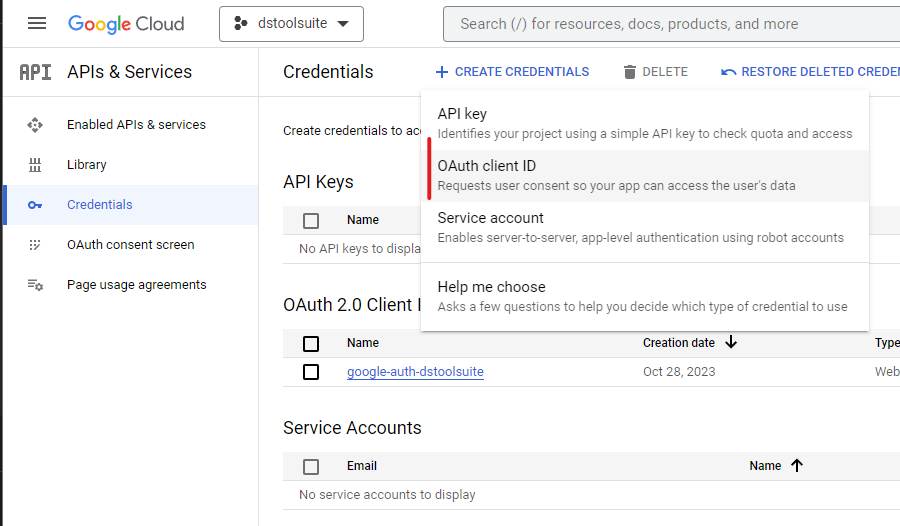 Google Cloud
dstoolsuite
Search (/) for resources, docs, products, and more
API
APIs & Services
Credentials
CREATE CREDENTIALS
DELETE
RESTORE DELETED
Enabled APIs & services
Library
Credentials
OAuth consent screen
Page usage agreements
Create credentials to
API key
Identifies your project using a simple API key to check quota and access
OAuth client ID
Requests user consent so your app can access the user's data
Service account
Enables server-to-server, app-level authentication using robot accounts
Help me choose
Asks a few questions to help you decide which type of credential to use
API Keys
Name
No API keys to displa
OAuth 2.0 Client I
Name
Creation date
Type
google-auth-dstoolsuite
Oct 28, 2023
Web
Service Accounts
Email
Name
No service accounts to display